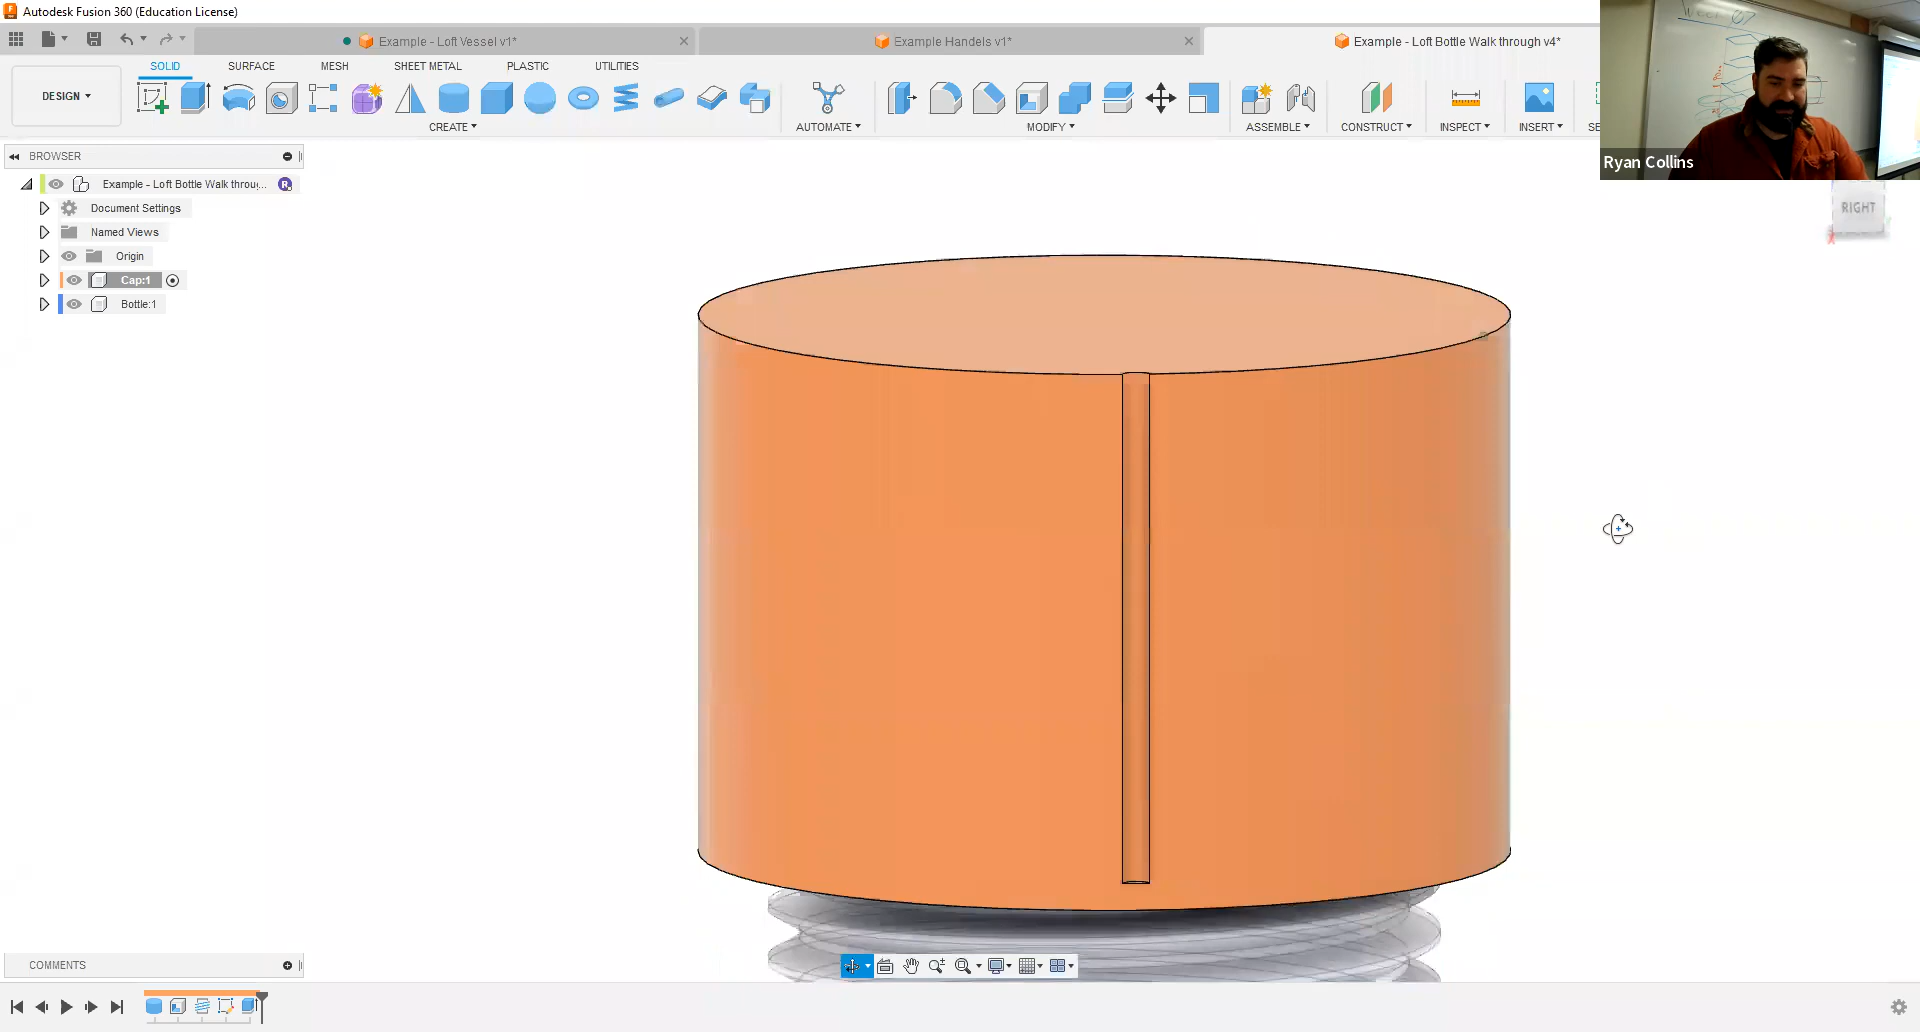 Autodesk Fusion 360 (Education License)
Example - Loft Vessel v1*
Example Handels v1*
Example - Loft Bottle Walk through v4*
SOLID SURFACE MESH SHEET METAL PLASTIC UTILITIES
DESIGN
CREATE AUTOMATE MODIFY ASSEMBLE CONSTRUCT INSPECT INSERT SE
Ryan Collins
BROWSER
Example - Loft Bottle Walk throug...
R
Document Settings
Named Views
Origin
Cap:1
Bottle:1
RIGHT
X
COMMENTS